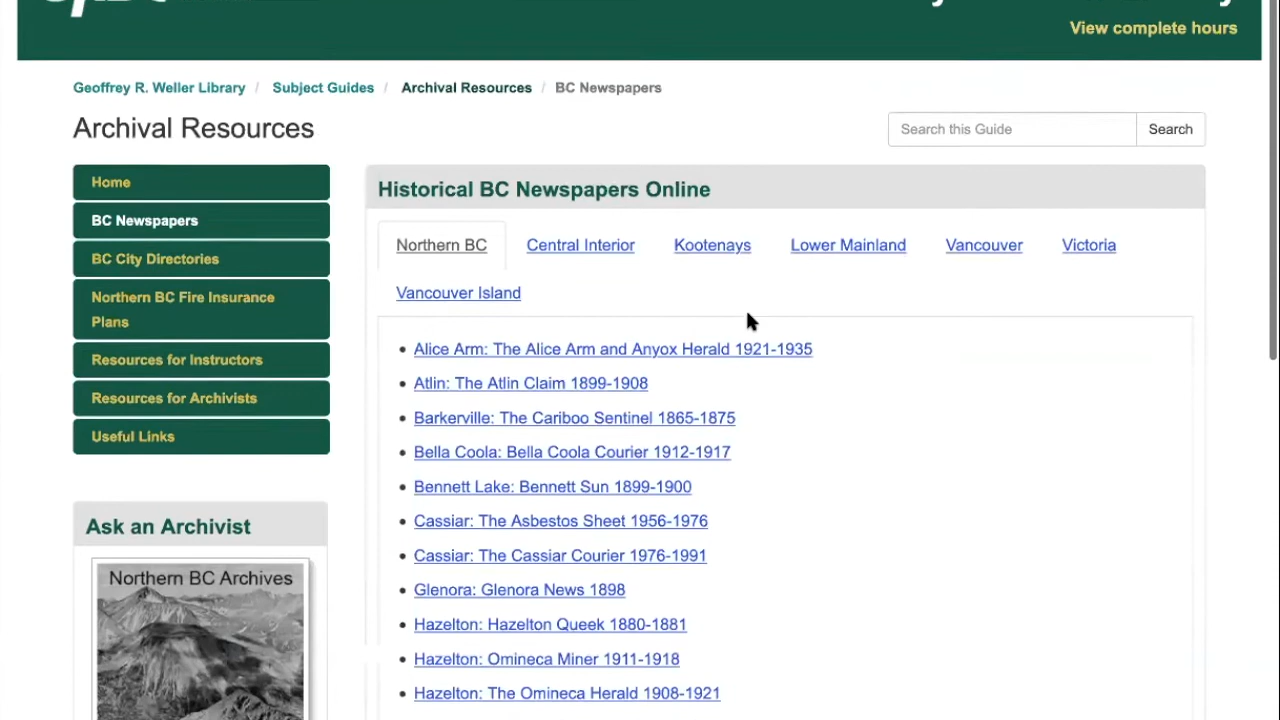 View complete hours
Geoffrey R. Weller Library / Subject Guides / Archival Resources / BC Newspapers
Archival Resources
Search this Guide
Search
Home
BC Newspapers
BC City Directories
Northern BC Fire Insurance
Plans
Resources for Instructors
Resources for Archivists
Useful Links
Ask an Archivist
Northern BC Archives
Historical BC Newspapers Online
Northern BC
Central Interior
Kootenays
Lower Mainland
Vancouver
Victoria
Vancouver Island
Alice Arm: The Alice Arm and Anyox Herald 1921-1935
Atlin: The Atlin Claim 1899-1908
Barkerville: The Cariboo Sentinel 1865-1875
Bella Coola: Bella Coola Courier 1912-1917
Bennett Lake: Bennett Sun 1899-1900
Cassiar: The Asbestos Sheet 1956-1976
Cassiar: The Cassiar Courier 1976-1991
Glenora: Glenora News 1898
Hazelton: Hazelton Queek 1880-1881
Hazelton: Omineca Miner 1911-1918
Hazelton: The Omineca Herald 1908-1921